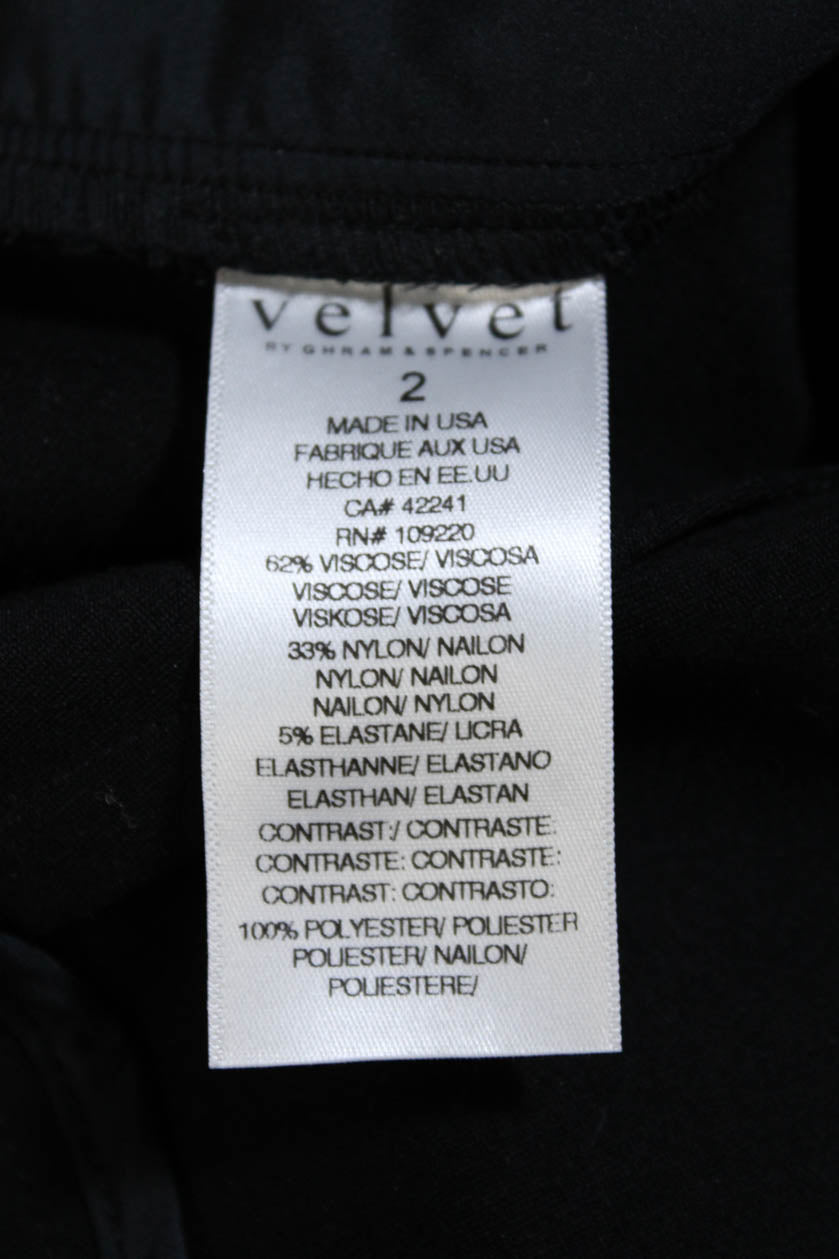 velvet
BY GHRAM & SPENCER
2
MADE IN USA
FABRIQUE AUX USA
HECHO EN EE.UU
CA# 42241
RN# 109220
62% VISCOSE/ VISCOSA
VISCOSE/ VISCOSE
VISKOSE/ VISCOSA
33% NYLON/ NAILON
NYLON/ NAILON
NAILON/ NYLON
5% ELASTANE/ LICRA
ELASTHANNE/ ELASTANO
ELASTHAN/ ELASTAN
CONTRAST:/ CONTRASTE:
CONTRASTE: CONTRASTE:
CONTRAST: CONTRASTO:
100% POLYESTER/ POLIESTER
POLIESTER/ NAILON/
POLIESTERE/